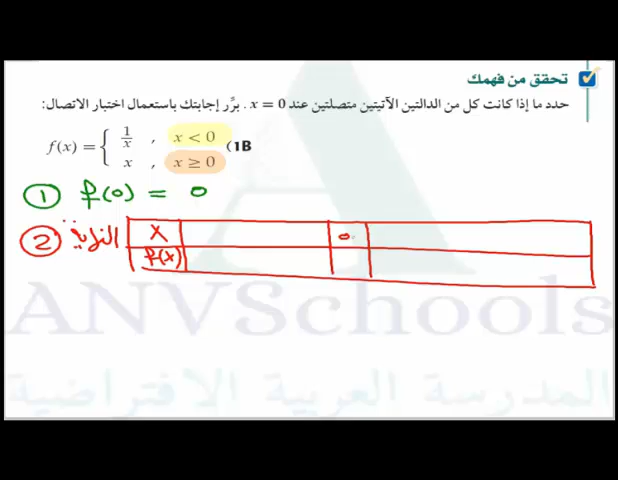 تحقق من فهمك
حدد ما إذا كانت كل من الدالتين الآتيتين متصلتين عند x = 0 . برِّر إجابتك باستعمال اختبار الاتصال:
(1B f(x) = { 1/x , x < 0
x , x ≥ 0
① f(0) = 0
② النهاية: x 0
f(x)
ANVSchools
المدرسة العربية الافتراضية